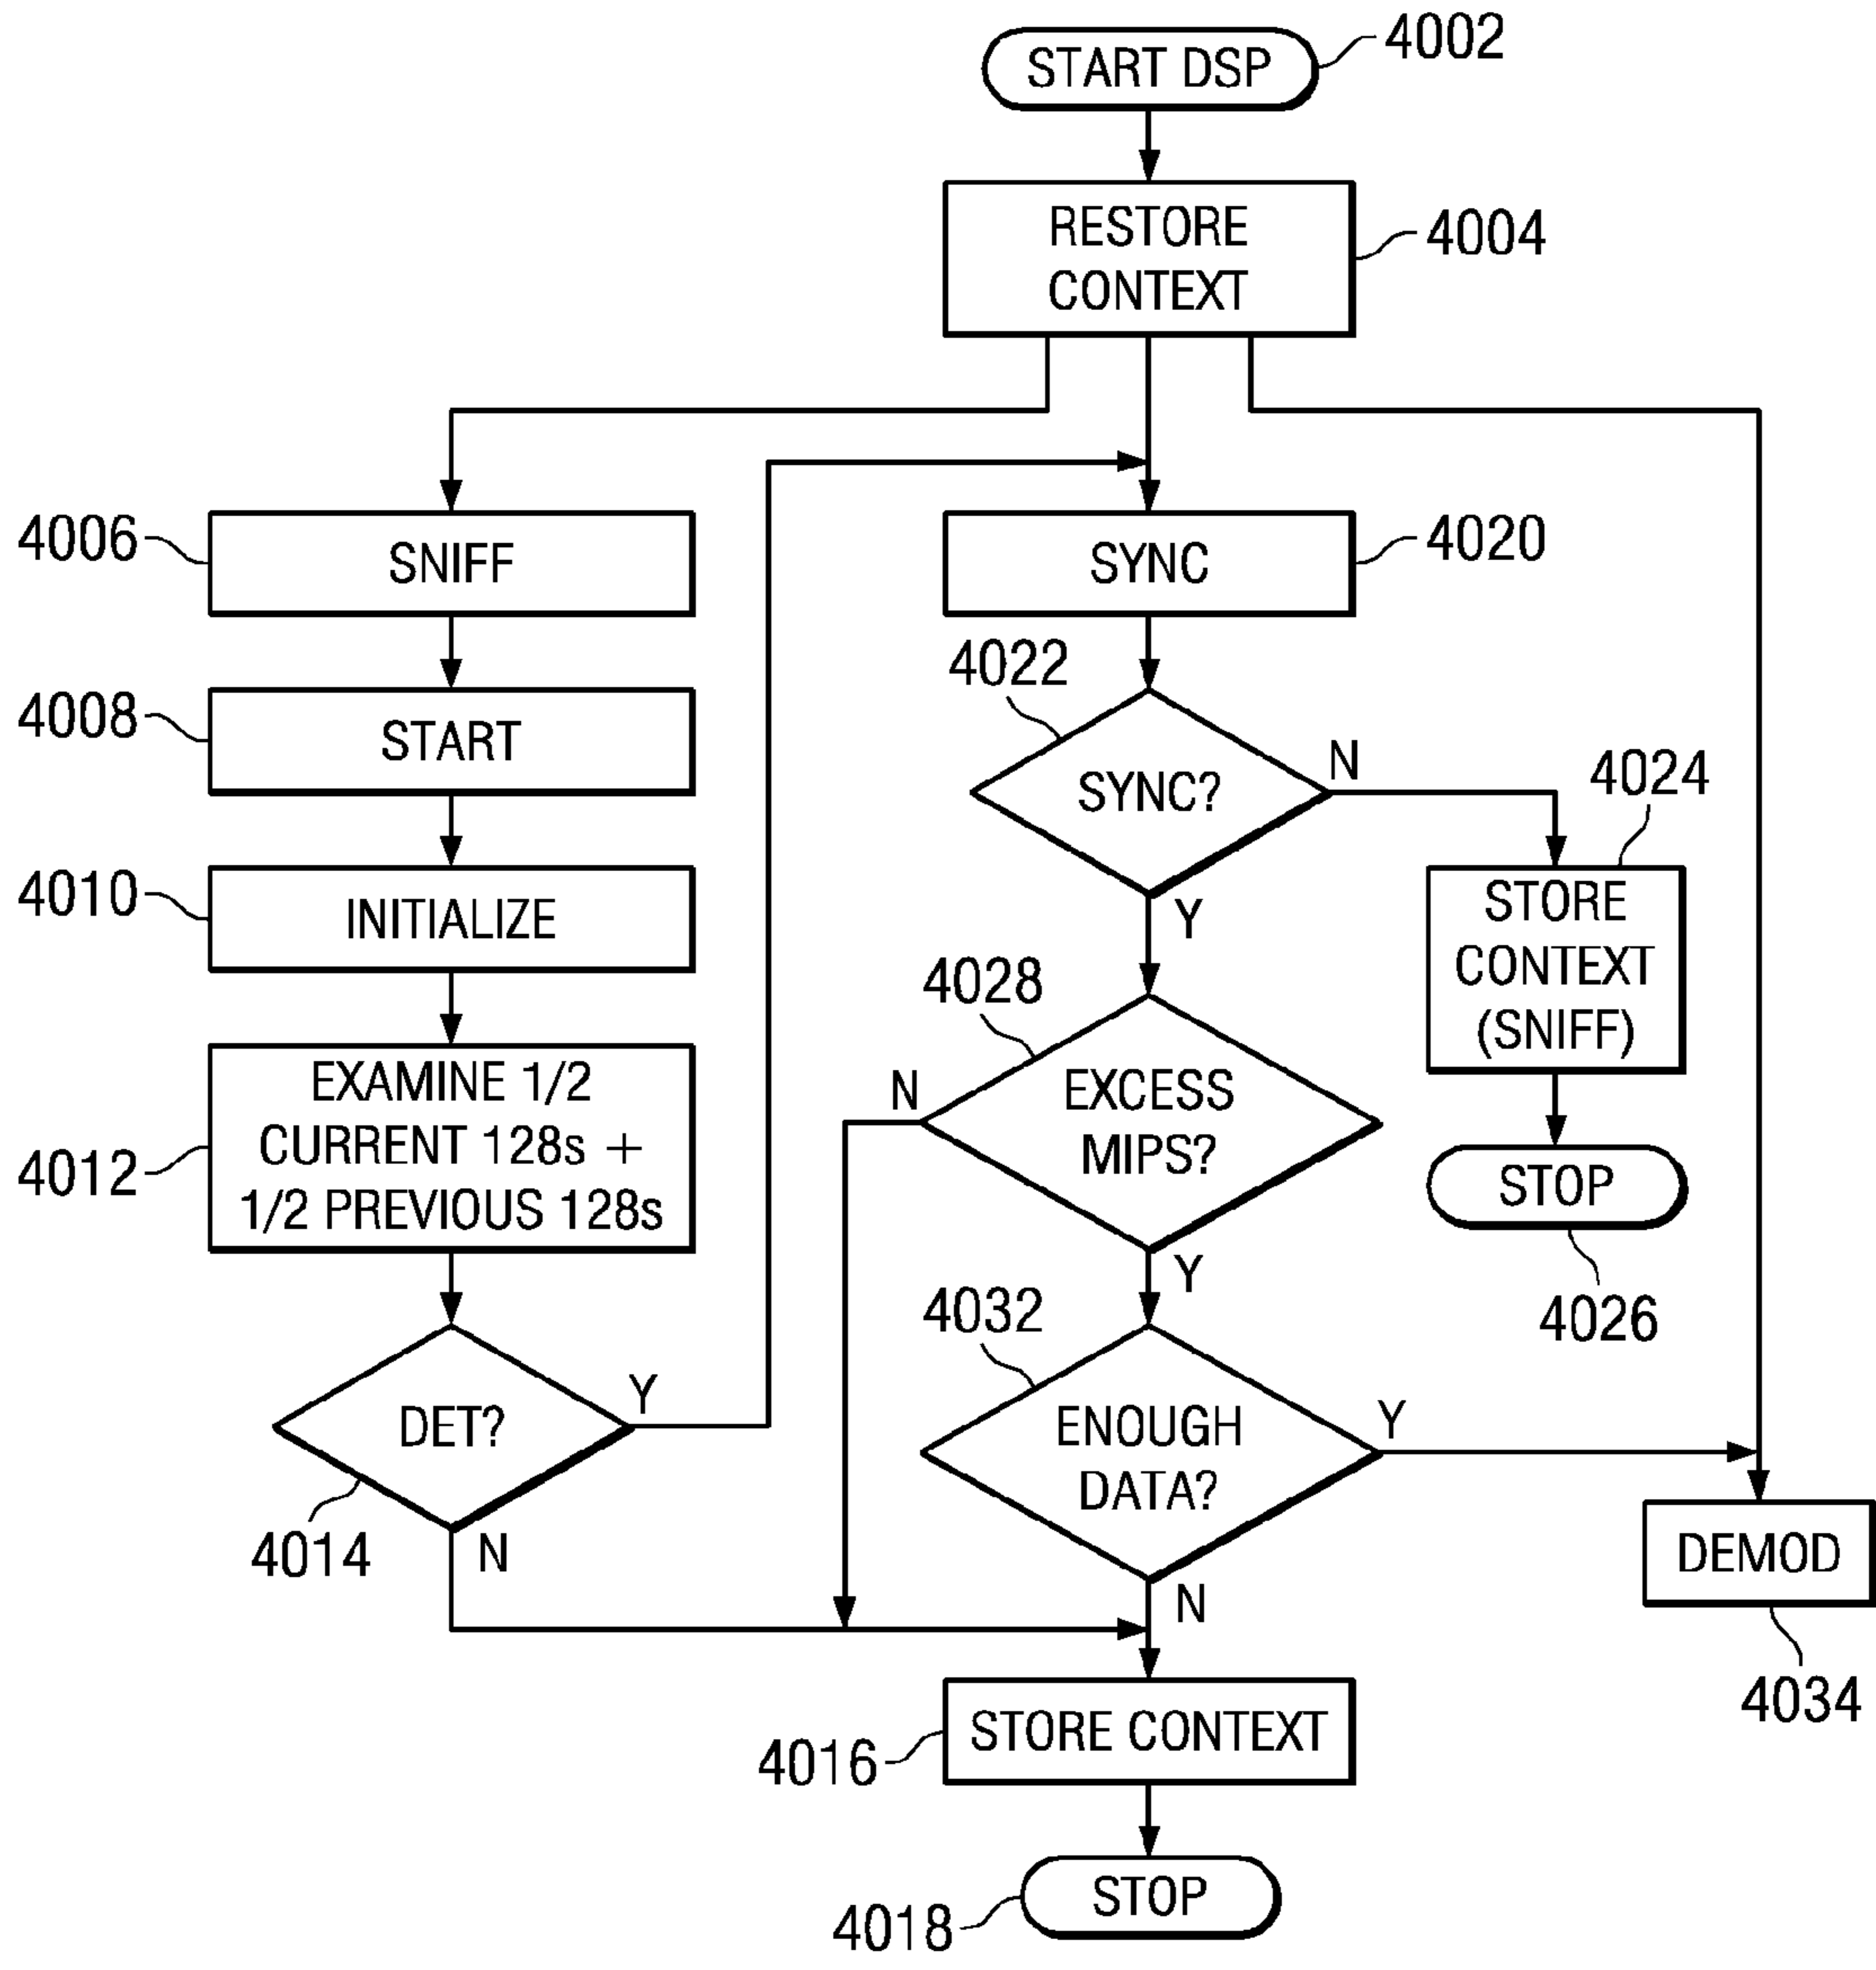 START DSP
4002
RESTORE
CONTEXT
4004
4006
SNIFF
SYNC
4020
4008
START
4022
SYNC?
N
Y
4024
STORE
CONTEXT
(SNIFF)
4010
INITIALIZE
4028
N
EXCESS
MIPS?
Y
STOP
4026
4012
EXAMINE 1/2
CURRENT 128s +
1/2 PREVIOUS 128s
4032
ENOUGH
DATA?
Y
N
DET?
Y
4014
N
DEMOD
4034
STORE CONTEXT
4016
STOP
4018